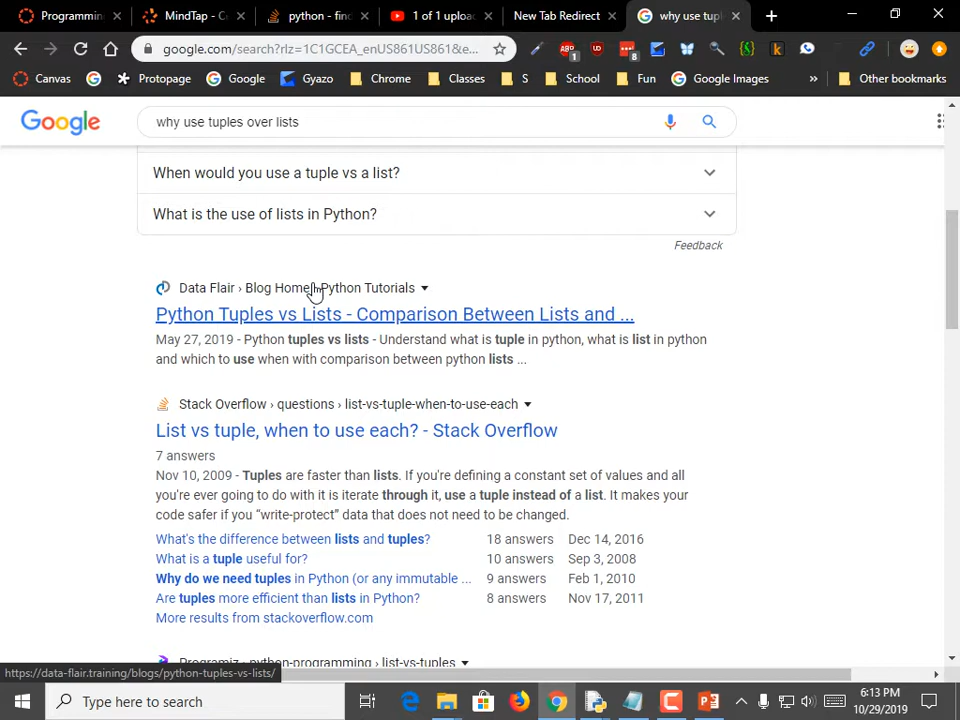 Programmin
MindTap - C
python - fin
1 of 1 uploa
New Tab Redirect
why use tupl
google.com/search?rlz=1C1GCEA_enUS861US861&e...
1
8
Canvas
Protopage
Google
Gyazo
Chrome
Classes
S
School
Fun
Google Images
»
Other bookmarks
Google
why use tuples over lists
When would you use a tuple vs a list?
What is the use of lists in Python?
Feedback
Data Flair › Blog Home › Python Tutorials
Python Tuples vs Lists - Comparison Between Lists and ...
May 27, 2019 - Python tuples vs lists - Understand what is tuple in python, what is list in python
and which to use when with comparison between python lists ...
Stack Overflow › questions › list-vs-tuple-when-to-use-each
List vs tuple, when to use each? - Stack Overflow
7 answers
Nov 10, 2009 - Tuples are faster than lists. If you're defining a constant set of values and all
you're ever going to do with it is iterate through it, use a tuple instead of a list. It makes your
code safer if you “write-protect” data that does not need to be changed.
What's the difference between lists and tuples? 18 answers Dec 14, 2016
What is a tuple useful for? 10 answers Sep 3, 2008
Why do we need tuples in Python (or any immutable ... 9 answers Feb 1, 2010
Are tuples more efficient than lists in Python? 8 answers Nov 17, 2011
More results from stackoverflow.com
Programiz › python-programming › list-vs-tuples
https://data-flair.training/blogs/python-tuples-vs-lists/
Type here to search
6:13 PM
10/29/2019